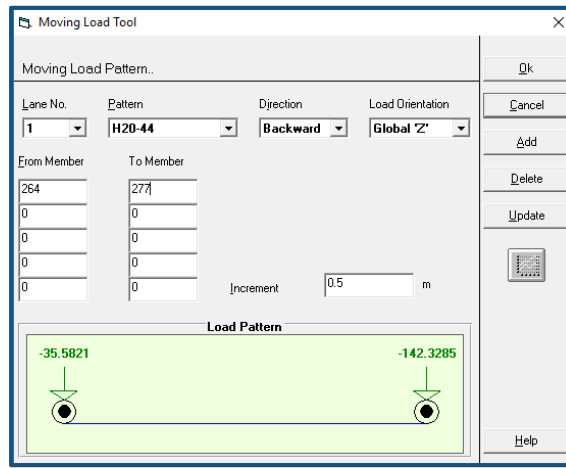 Moving Load Tool
Moving Load Pattern..
Lane No. Pattern Direction Load Orientation
1 H20-44 Backward Global 'Z'
From Member To Member
264 277
0 0
0 0
0 0
0 0
Increment 0.5 m
Load Pattern
-35.5821 -142.3285
Ok
Cancel
Add
Delete
Update
Help